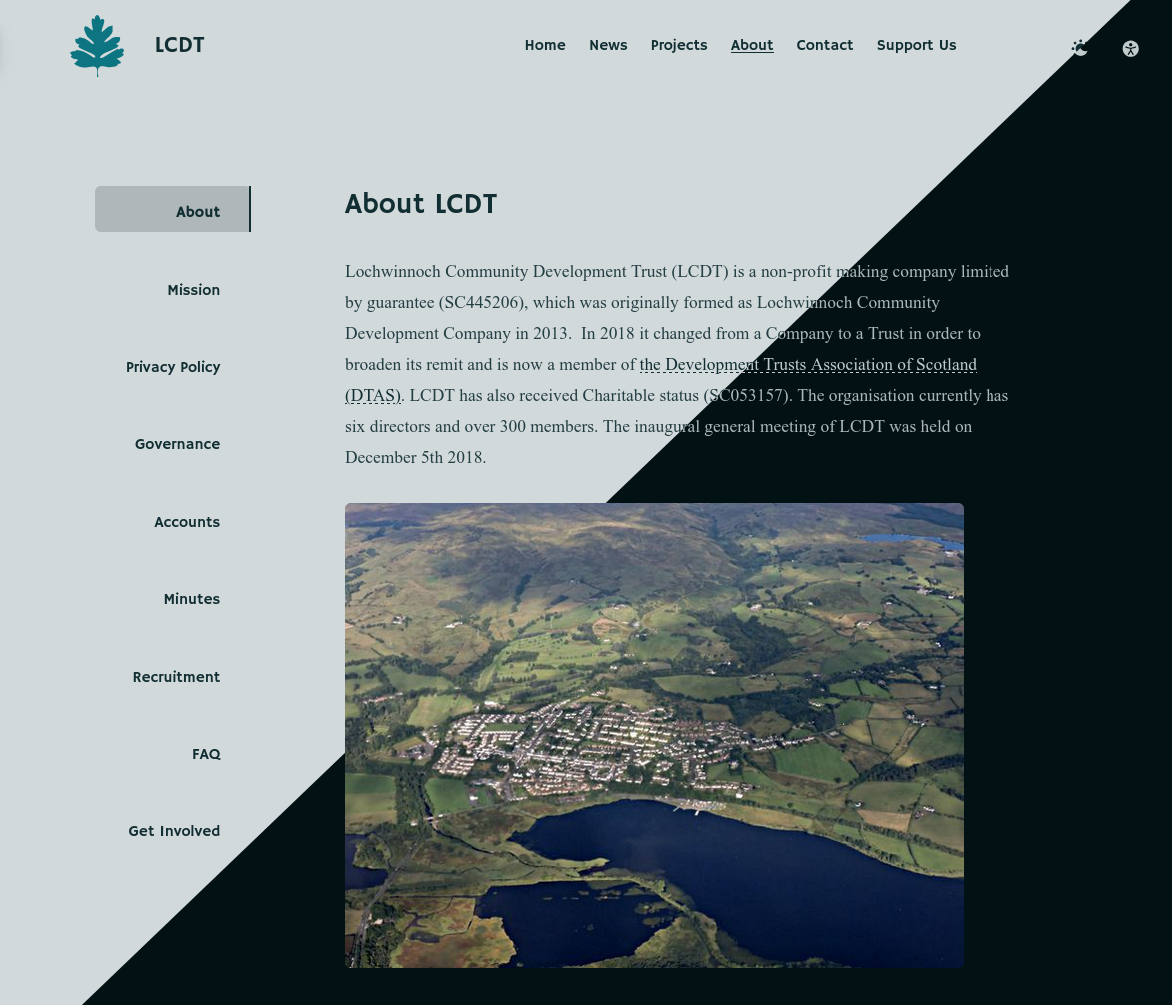 LCDT
Home News Projects About Contact Support Us
About
Mission
Privacy Policy
Governance
Accounts
Minutes
Recruitment
FAQ
Get Involved
About LCDT
Lochwinnoch Community Development Trust (LCDT) is a non-profit making company limited
by guarantee (SC445206), which was originally formed as Lochwinnoch Community
Development Company in 2013.  In 2018 it changed from a Company to a Trust in order to
broaden its remit and is now a member of the Development Trusts Association of Scotland
(DTAS). LCDT has also received Charitable status (SC053157). The organisation currently has
six directors and over 300 members. The inaugural general meeting of LCDT was held on
December 5th 2018.